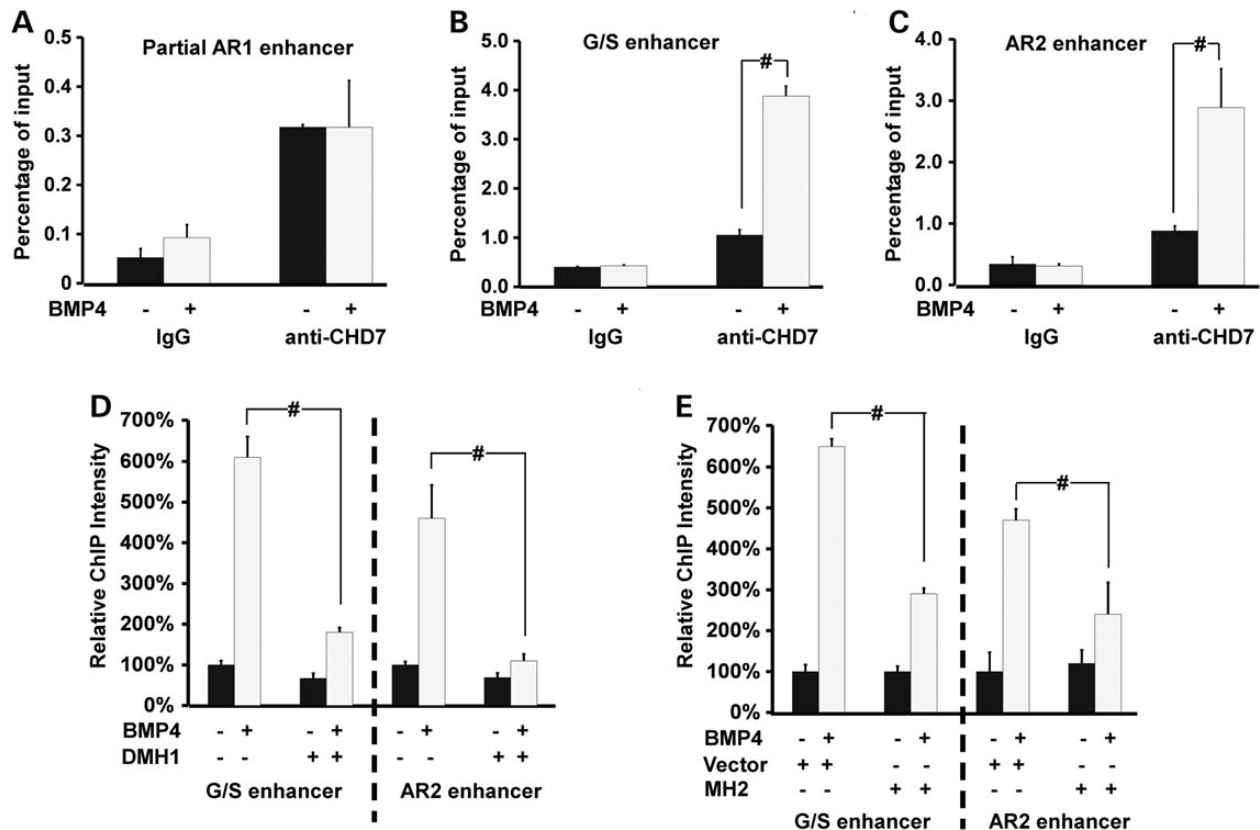 A
Partial AR1 enhancer
Percentage of input
0.5
0.4
0.3
0.2
0.1
0
BMP4 - + - +
IgG anti-CHD7
B
G/S enhancer
Percentage of input
5.0
4.0
3.0
2.0
1.0
0.0
BMP4 - + - +
IgG anti-CHD7
#
C
AR2 enhancer
Percentage of input
4.0
3.0
2.0
1.0
0.0
BMP4 - + - +
IgG anti-CHD7
#
D
Relative ChIP Intensity
700%
600%
500%
400%
300%
200%
100%
0%
# #
BMP4 - + - + - + - +
DMH1 - - + + - - + +
G/S enhancer AR2 enhancer
E
Relative ChIP Intensity
700%
600%
500%
400%
300%
200%
100%
0%
# #
BMP4 - + - + - + - +
Vector + + - - + + - -
MH2 - - + + - - + +
G/S enhancer AR2 enhancer